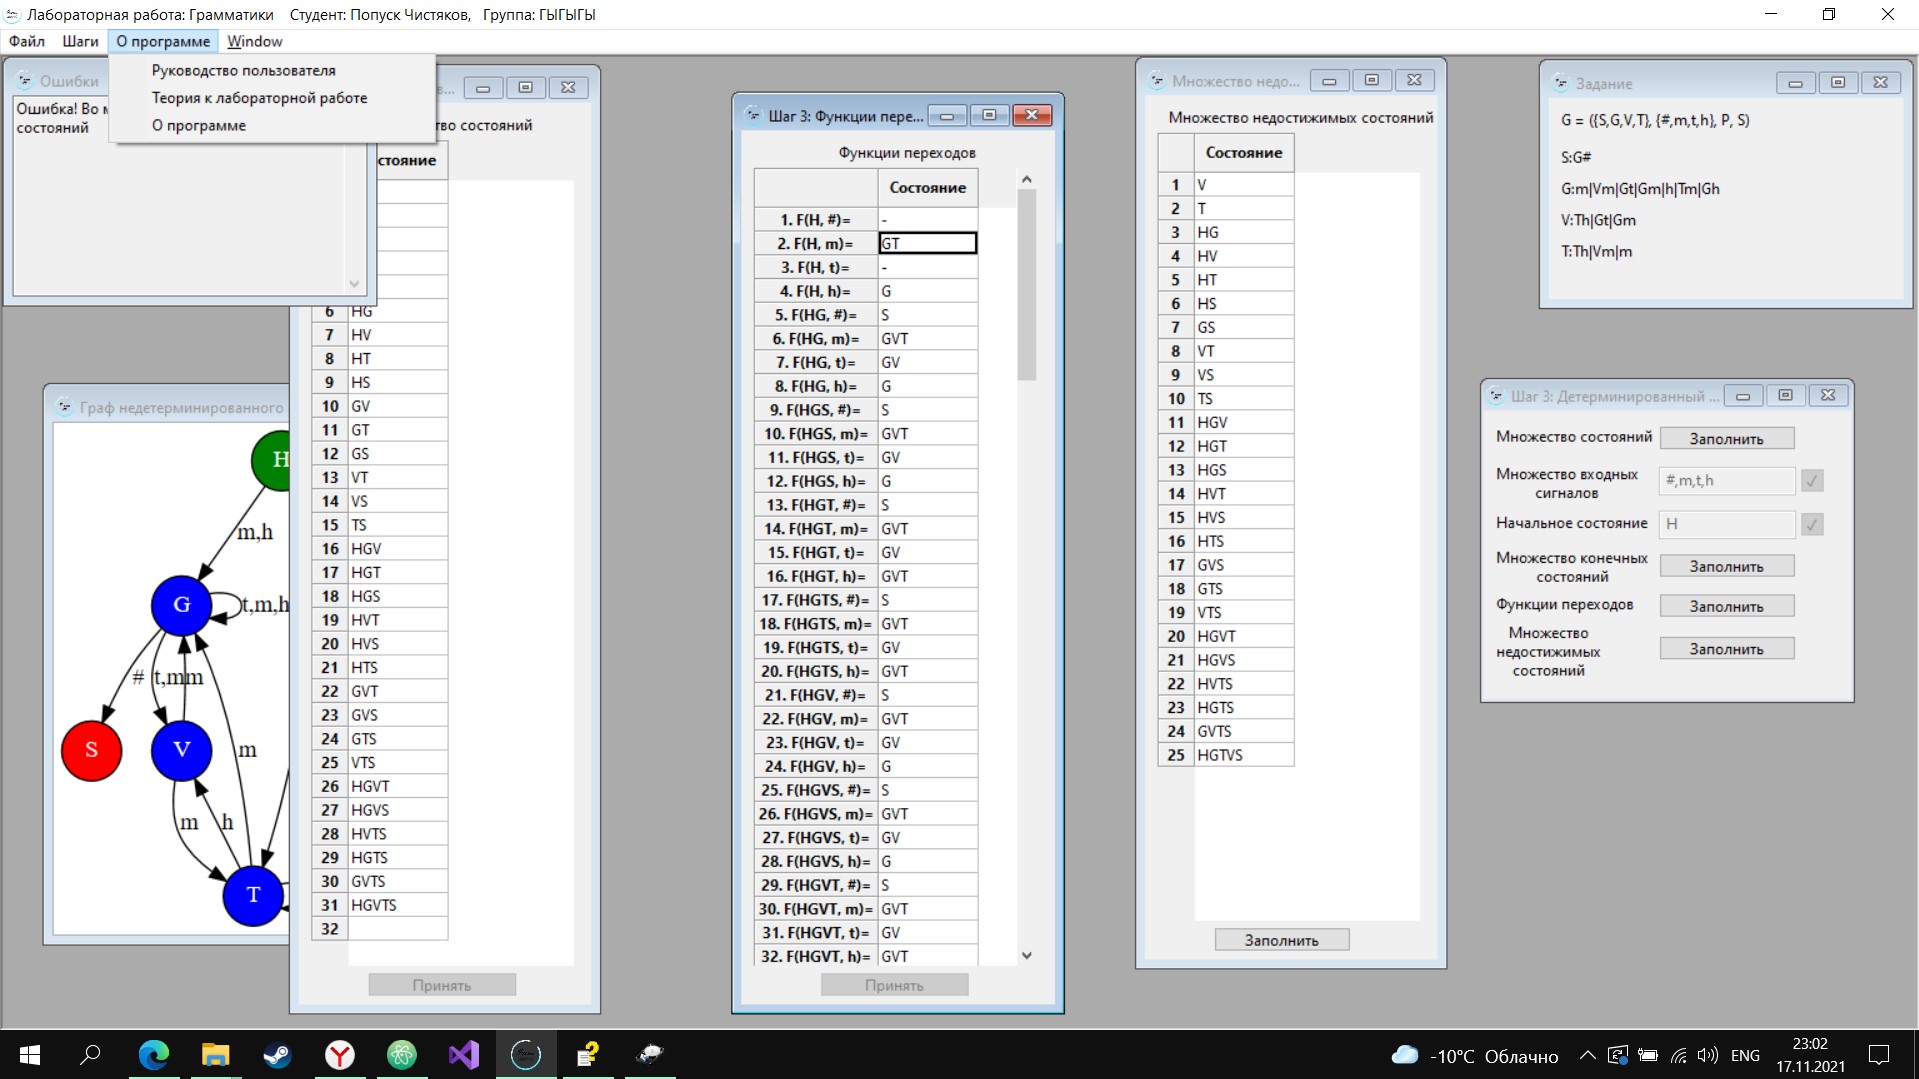 Лабораторная работа: Грамматики Студент: Попуск Чистяков, Группа: ГЫГЫГЫ
Файл Шаги О программе Window
Руководство пользователя
Теория к лабораторной работе
О программе
Ошибки
Ошибка! Во
состояний
состояний
Граф недетерминированного
H
m,h
G
t,m,h
#
t,m
m
S
V
m
m
h
T
6 HG
7 HV
8 HT
9 HS
10 GV
11 GT
12 GS
13 VT
14 VS
15 TS
16 HGV
17 HGT
18 HGS
19 HVT
20 HVS
21 HTS
22 GVT
23 GVS
24 GTS
25 VTS
26 HGVT
27 HGVS
28 HVTS
29 HGTS
30 GVTS
31 HGVTS
32
Принять
Шаг 3: Функции пере...
Функции переходов
Состояние
1. F(H, #)= -
2. F(H, m)= GT
3. F(H, t)= -
4. F(H, h)= G
5. F(HG, #)= S
6. F(HG, m)= GVT
7. F(HG, t)= GV
8. F(HG, h)= G
9. F(HGS, #)= S
10. F(HGS, m)= GVT
11. F(HGS, t)= GV
12. F(HGS, h)= G
13. F(HGT, #)= S
14. F(HGT, m)= GVT
15. F(HGT, t)= GV
16. F(HGT, h)= GVT
17. F(HGTS, #)= S
18. F(HGTS, m)= GVT
19. F(HGTS, t)= GV
20. F(HGTS, h)= GVT
21. F(HGV, #)= S
22. F(HGV, m)= GVT
23. F(HGV, t)= GV
24. F(HGV, h)= G
25. F(HGVS, #)= S
26. F(HGVS, m)= GVT
27. F(HGVS, t)= GV
28. F(HGVS, h)= G
29. F(HGVT, #)= S
30. F(HGVT, m)= GVT
31. F(HGVT, t)= GV
32. F(HGVT, h)= GVT
Принять
Множество недо...
Множество недостижимых состояний
Состояние
1 V
2 T
3 HG
4 HV
5 HT
6 HS
7 GS
8 VT
9 VS
10 TS
11 HGV
12 HGT
13 HGS
14 HVT
15 HVS
16 HTS
17 GVS
18 GTS
19 VTS
20 HGVT
21 HGVS
22 HVTS
23 HGTS
24 GVTS
25 HGTVS
Заполнить
Задание
G = ({S,G,V,T}, {#,m,t,h}, P, S)
S:G#
G:m|Vm|Gt|Gm|h|Tm|Gh
V:Th|Gt|Gm
T:Th|Vm|m
Шаг 3: Детерминированный ...
Множество состояний Заполнить
Множество входных
сигналов
#,m,t,h
Начальное состояние H
Множество конечных
состояний
Заполнить
Функции переходов Заполнить
Множество
недостижимых
состояний
Заполнить
-10°C Облачно
ENG
23:02
17.11.2021